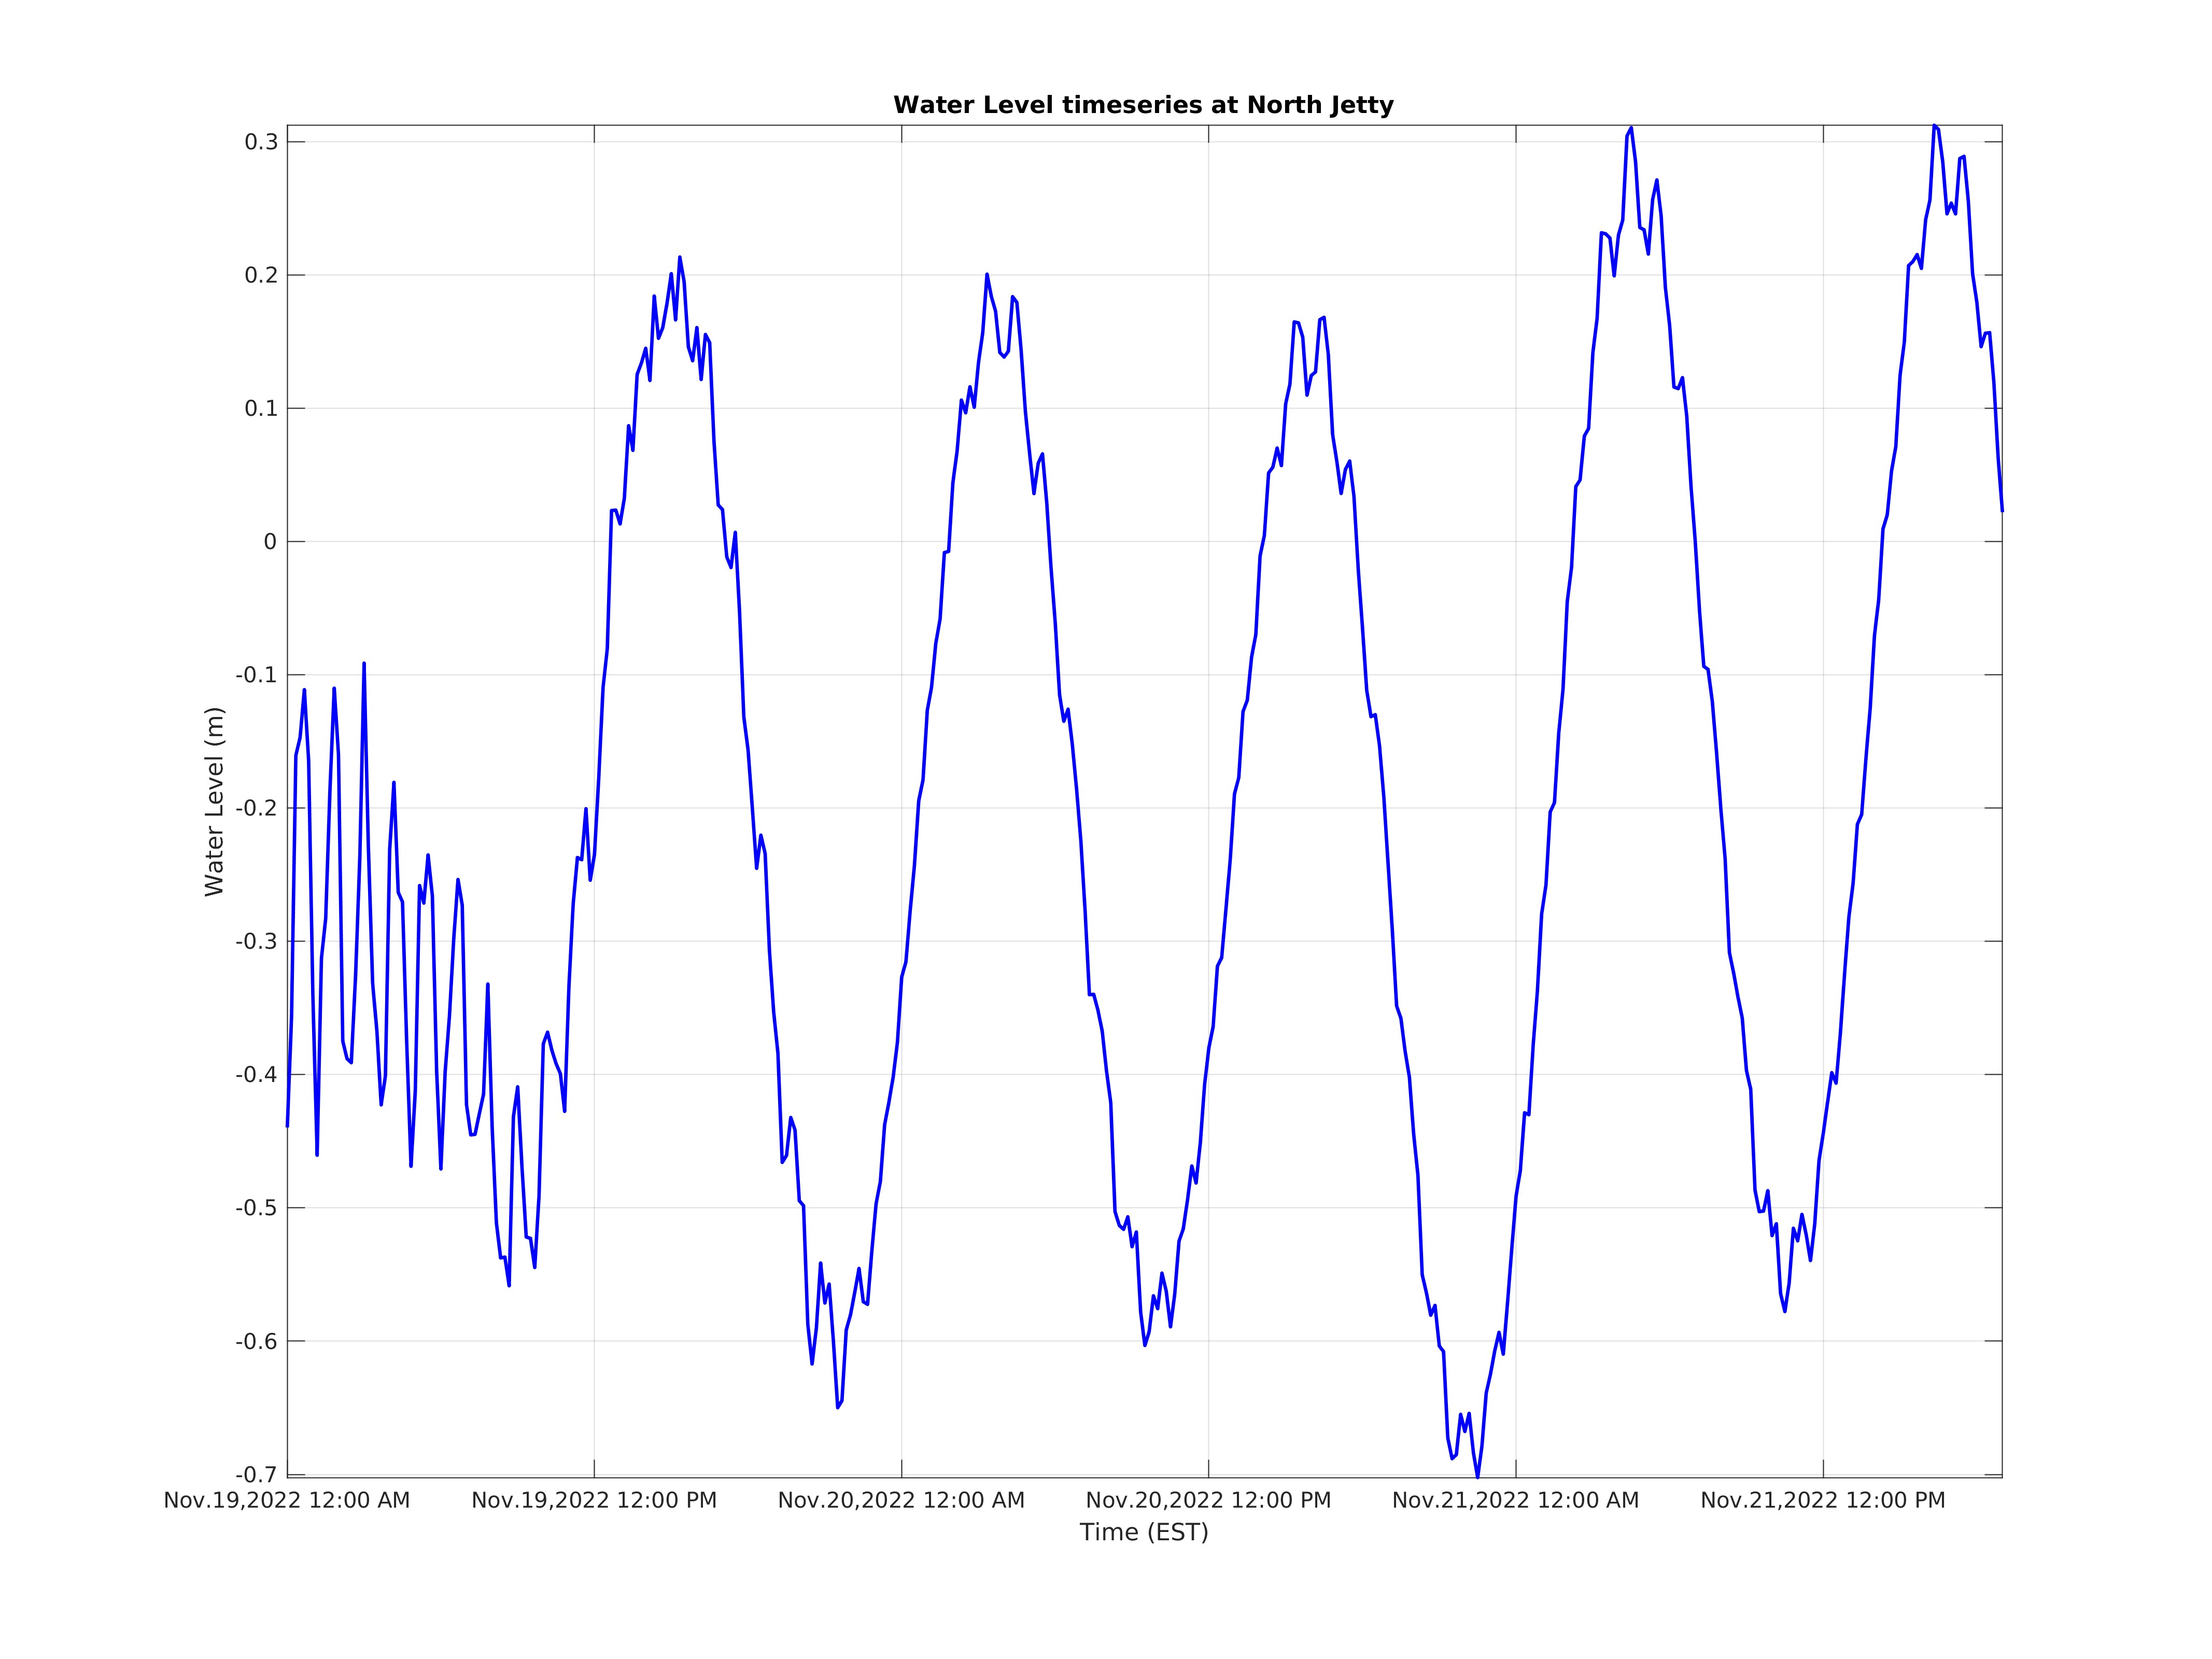 Water Level timeseries at North Jetty
0.3
0.2
0.1
0
-0.1
-0.2
-0.3
-0.4
-0.5
-0.6
-0.7
Water Level (m)
Nov.19,2022 12:00 AM
Nov.19,2022 12:00 PM
Nov.20,2022 12:00 AM
Nov.20,2022 12:00 PM
Nov.21,2022 12:00 AM
Nov.21,2022 12:00 PM
Time (EST)